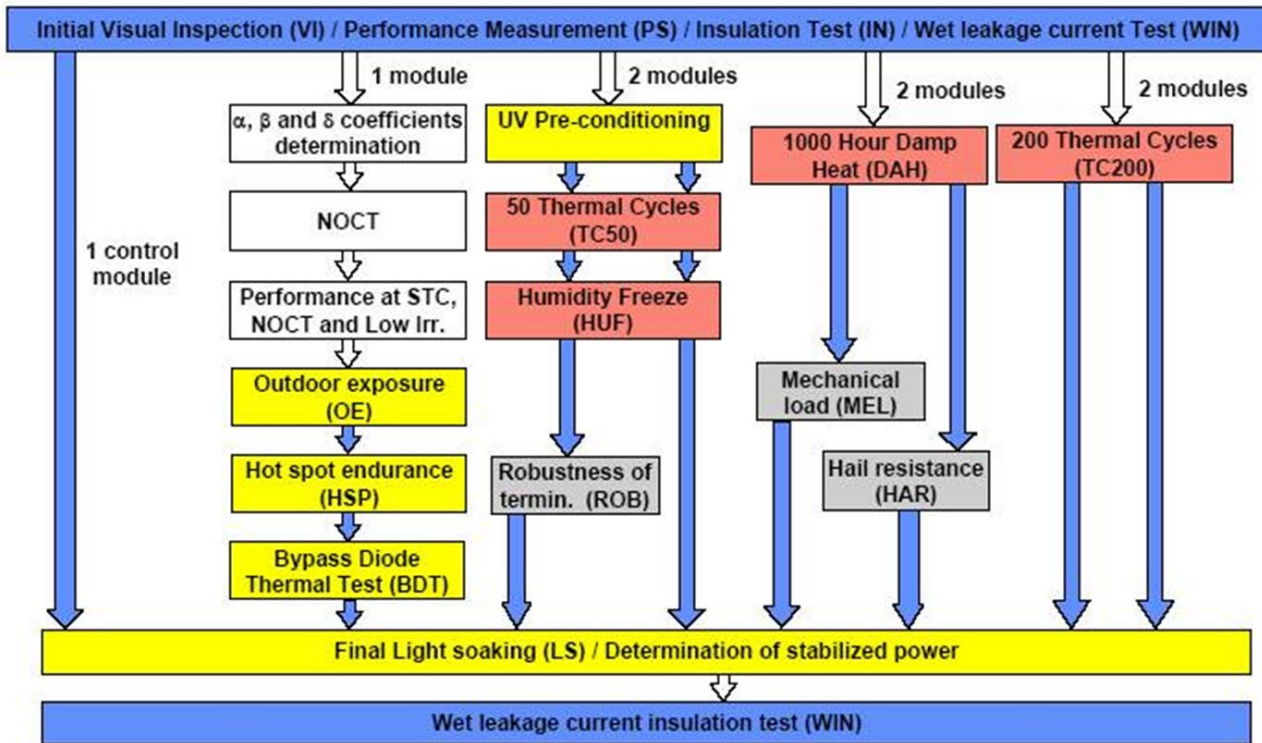 Initial Visual Inspection (VI) / Performance Measurement (PS) / Insulation Test (IN) / Wet leakage current Test (WIN)
1 control
module
1 module
α, β and δ coefficients
determination
NOCT
Performance at STC,
NOCT and Low Irr.
Outdoor exposure
(OE)
Hot spot endurance
(HSP)
Bypass Diode
Thermal Test (BDT)
2 modules
UV Pre-conditioning
50 Thermal Cycles
(TC50)
Humidity Freeze
(HUF)
Robustness of
termin. (ROB)
2 modules
1000 Hour Damp
Heat (DAH)
Mechanical
load (MEL)
Hail resistance
(HAR)
2 modules
200 Thermal Cycles
(TC200)
Final Light soaking (LS) / Determination of stabilized power
Wet leakage current insulation test (WIN)